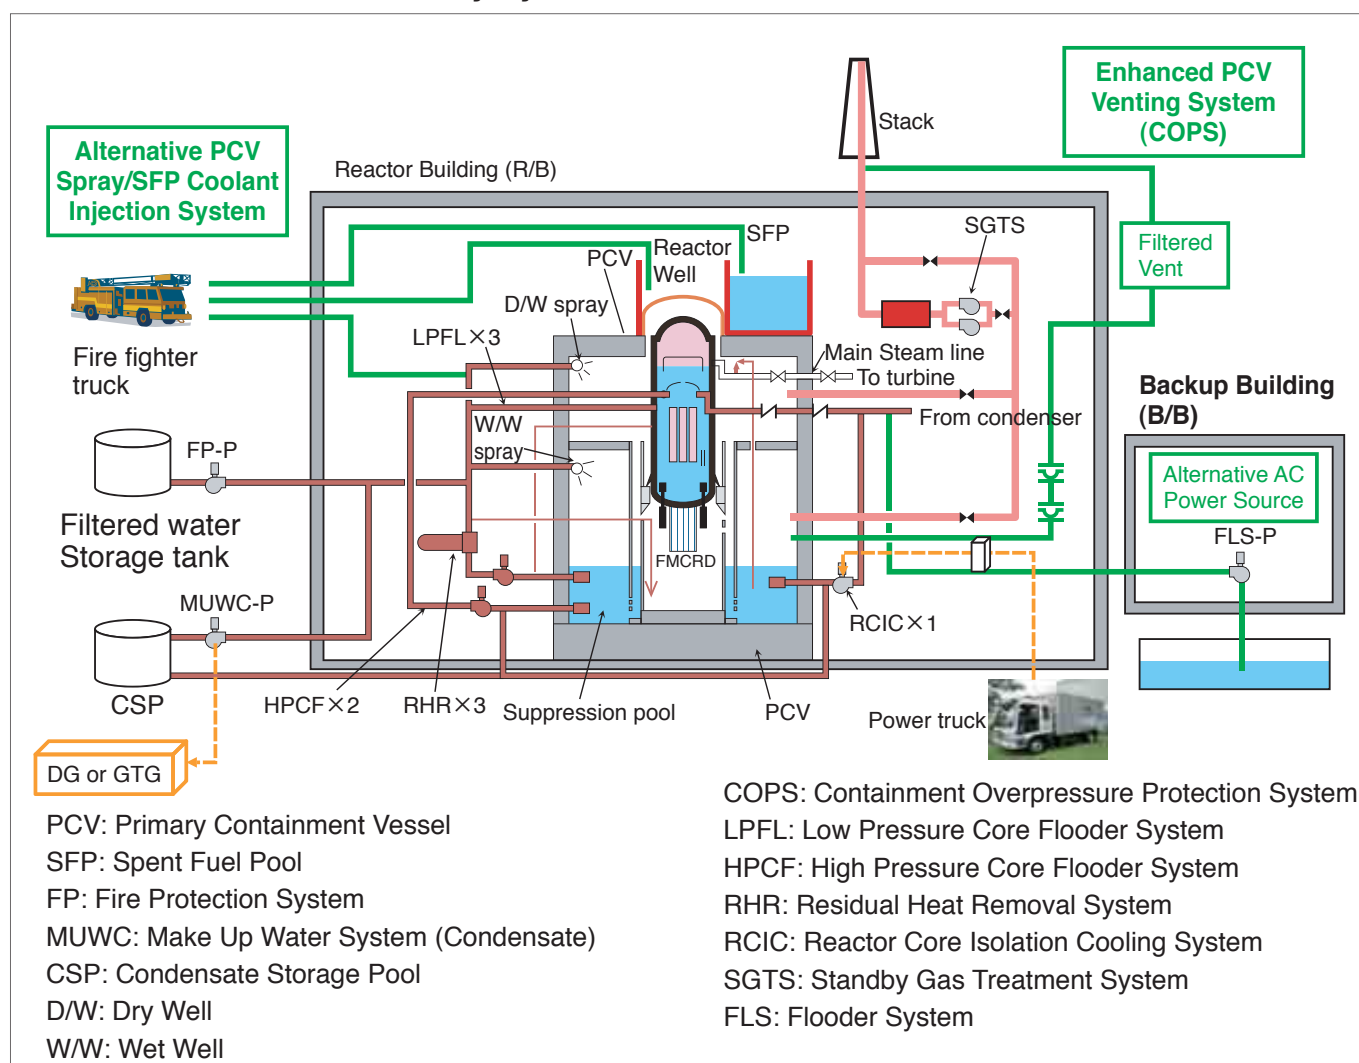 Enhanced PCV
Venting System
(COPS)
Stack
Alternative PCV
Spray/SFP Coolant
Injection System
Reactor Building (R/B)
SGTS
SFP
Reactor
Well
PCV
Filtered
Vent
D/W spray
LPFL×3
Fire fighter
truck
Main Steam line
To turbine
Backup Building
(B/B)
From condenser
W/W
spray
FP-P
Alternative AC
Power Source
Filtered water
Storage tank
FLS-P
FMCRD
MUWC-P
RCIC×1
CSP
HPCF×2
RHR×3
Suppression pool
PCV
Power truck
DG or GTG
PCV: Primary Containment Vessel
SFP: Spent Fuel Pool
FP: Fire Protection System
MUWC: Make Up Water System (Condensate)
CSP: Condensate Storage Pool
D/W: Dry Well
W/W: Wet Well
COPS: Containment Overpressure Protection System
LPFL: Low Pressure Core Flooder System
HPCF: High Pressure Core Flooder System
RHR: Residual Heat Removal System
RCIC: Reactor Core Isolation Cooling System
SGTS: Standby Gas Treatment System
FLS: Flooder System